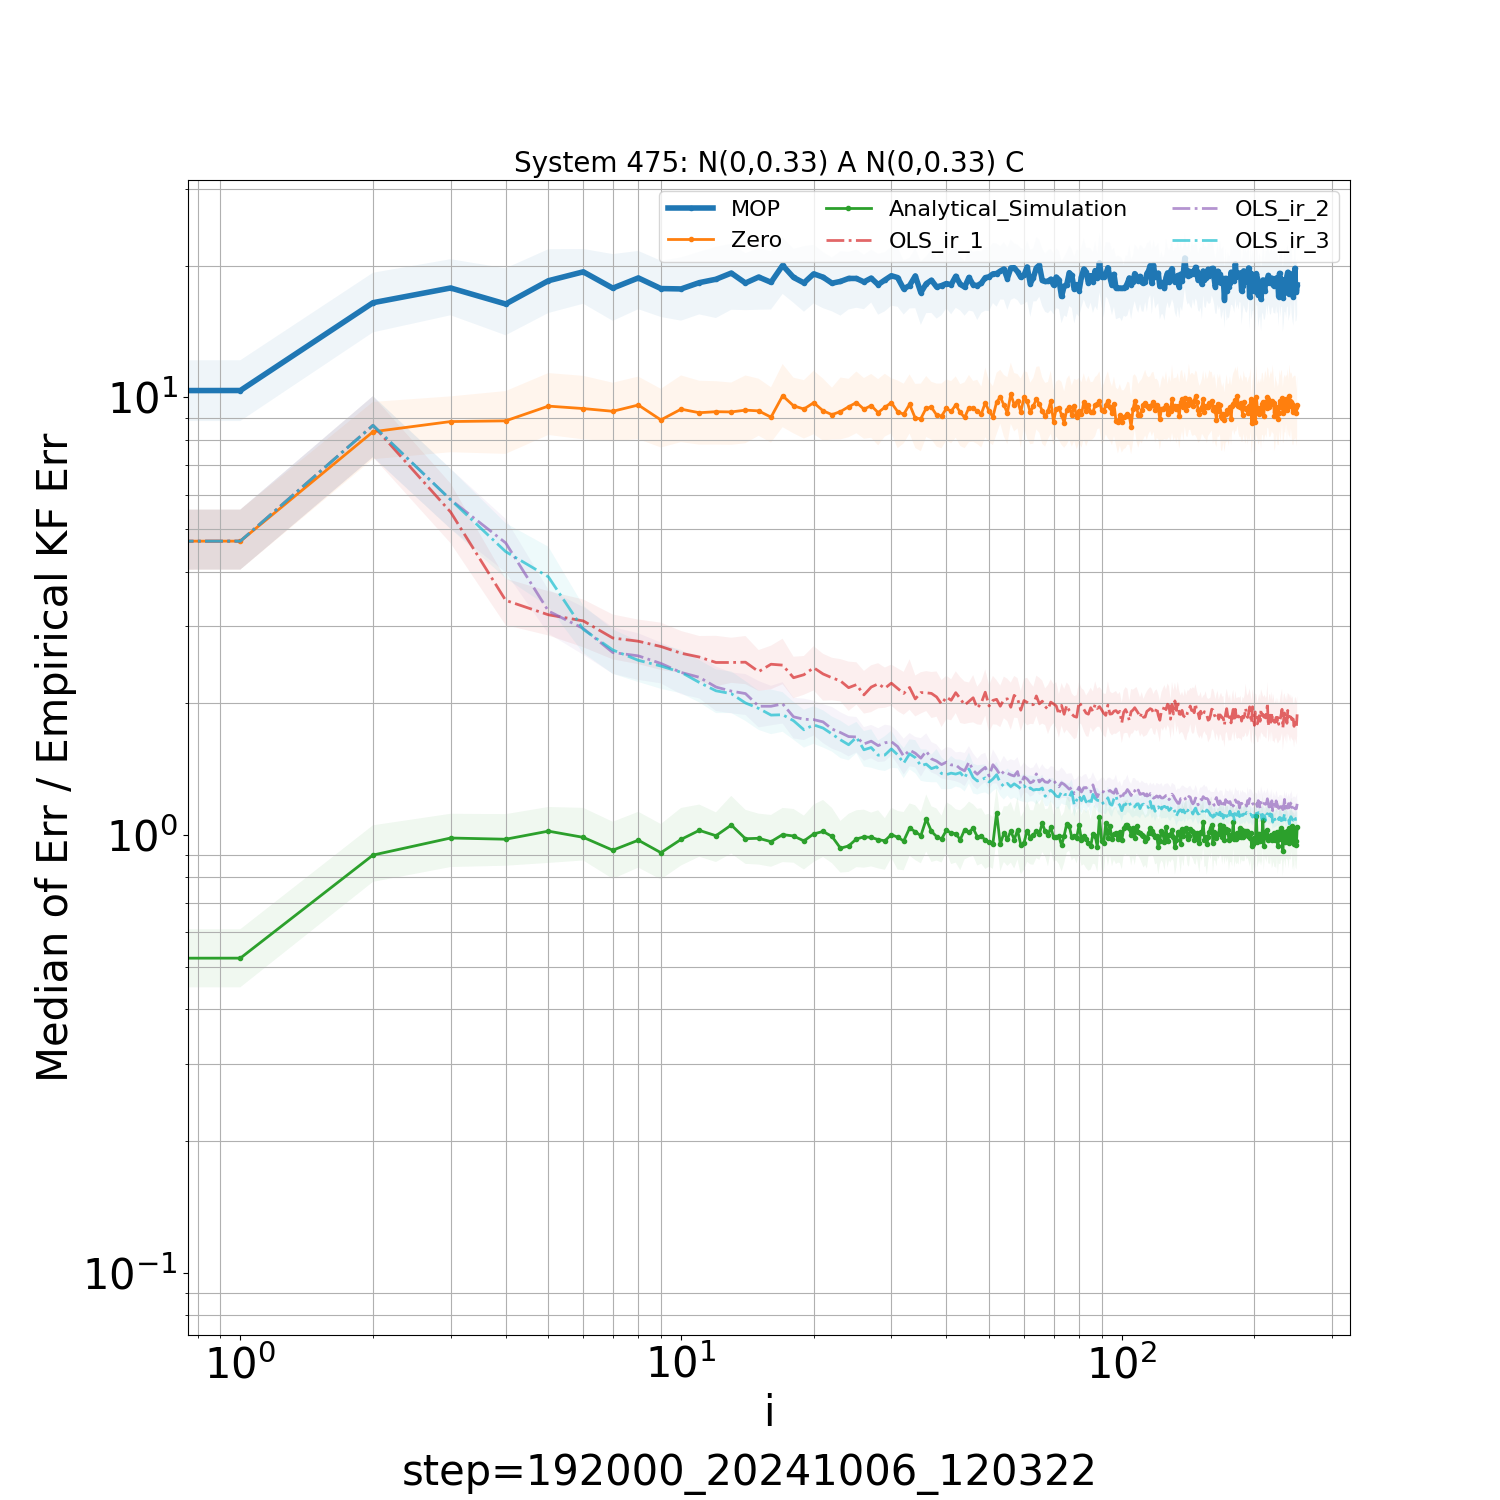 System 475: N(0,0.33) A N(0,0.33) C
MOP
Zero
Analytical_Simulation
OLS_ir_1
OLS_ir_2
OLS_ir_3
Median of Err / Empirical KF Err
10¹
10⁰
10⁻¹
10⁰ 10¹ 10²
i
step=192000_20241006_120322